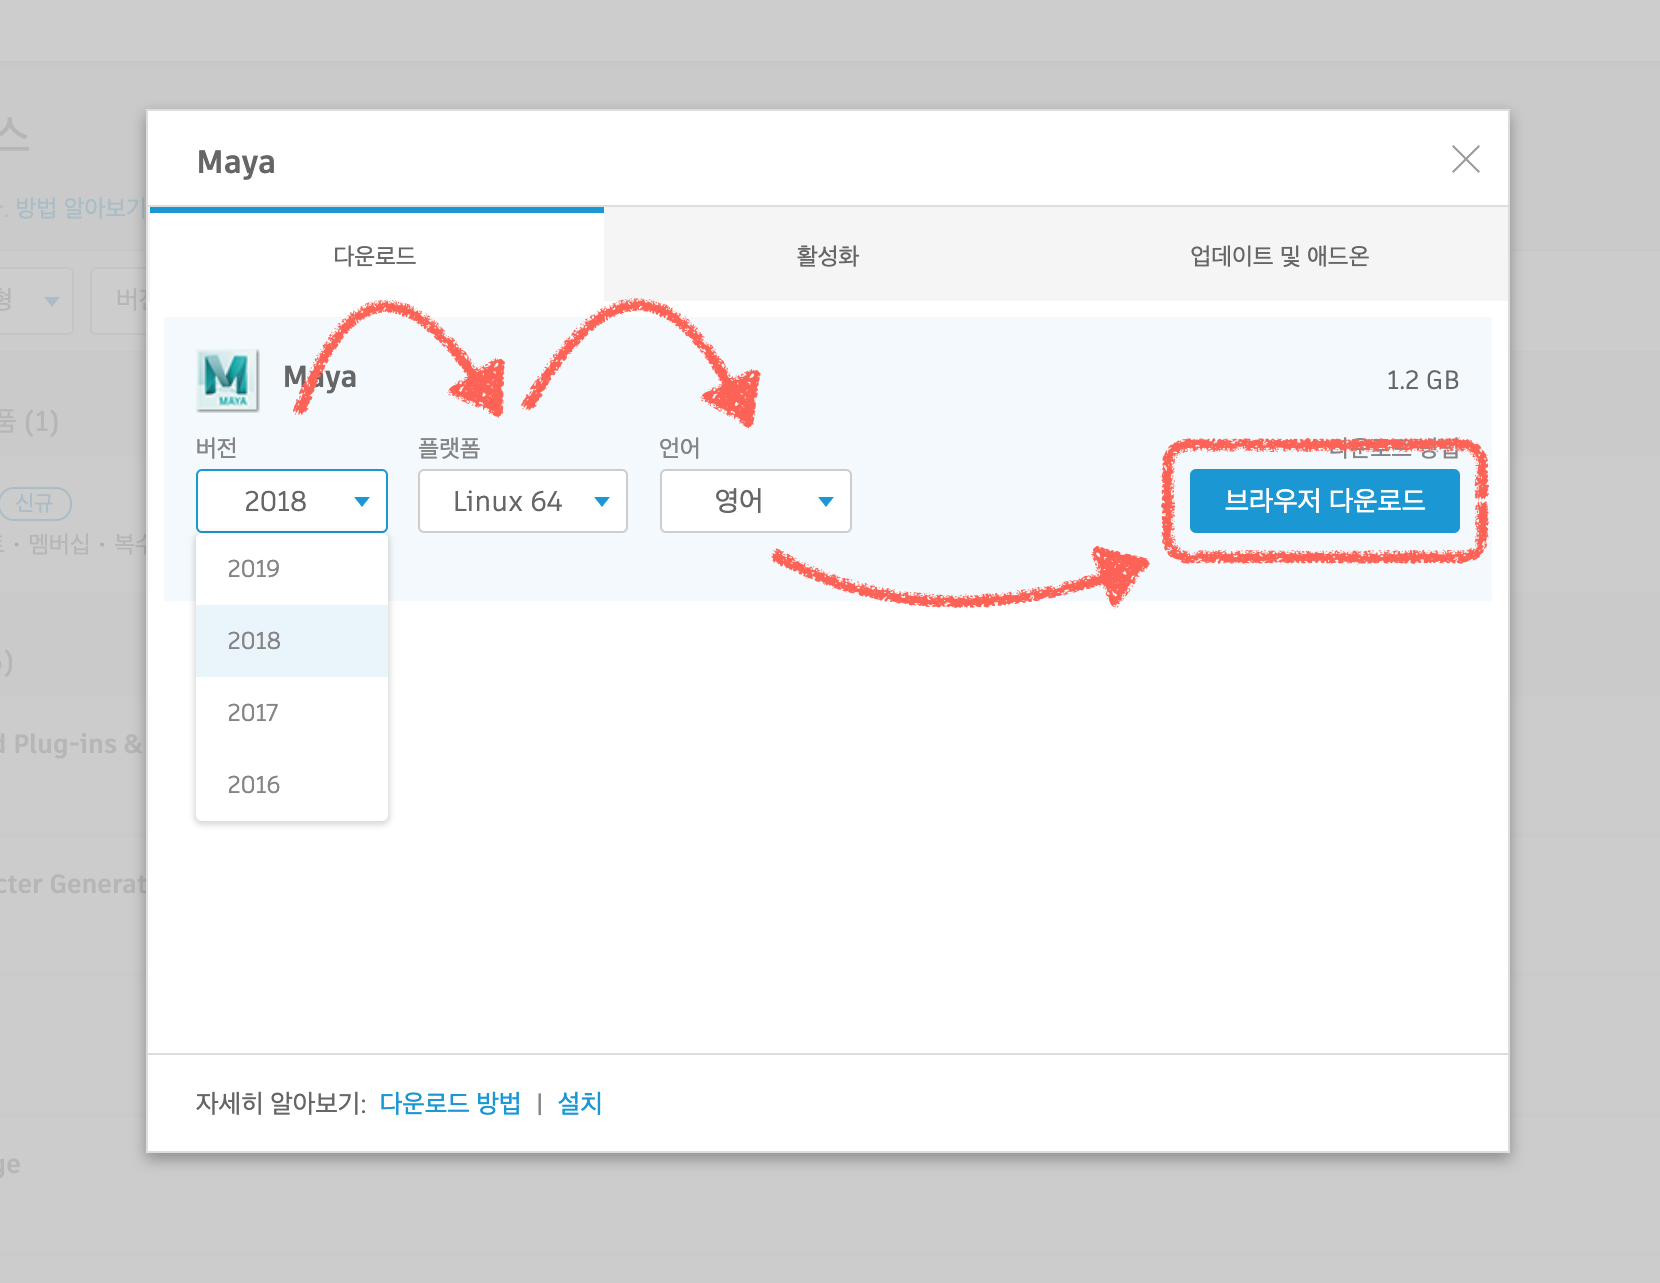 스
방법 알아보기
형
버전
품 (1)
신규
트 · 멤버십 · 복수
)
d Plug-ins &
cter Generat
ge
Maya
다운로드
활성화
업데이트 및 애드온
MAYA
Maya
1.2 GB
버전
플랫폼
언어
다운로드 방법
2018
Linux 64
영어
브라우저 다운로드
2019
2018
2017
2016
자세히 알아보기: 다운로드 방법 | 설치